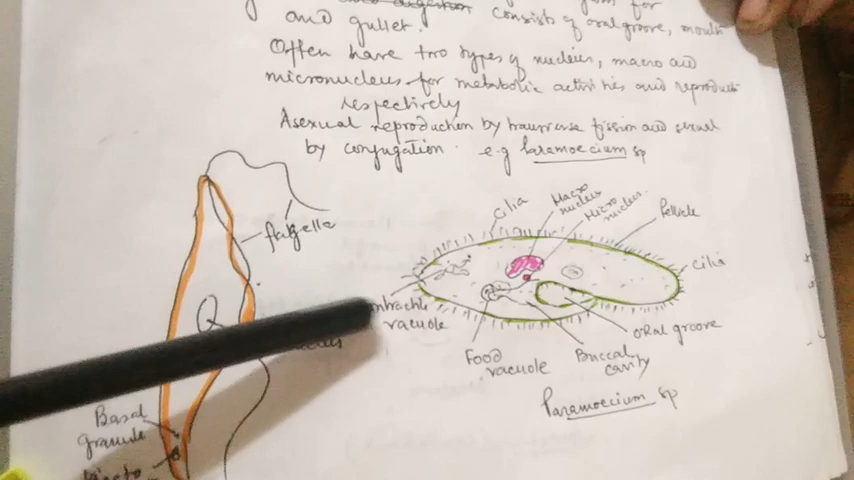 consists of oral groove, mouth
and gullet.
Often have two types of nucleus, macro and
micronucleus for metabolic activities and reproducti
respectively
Asexual reproduction by transverse fission and sexual
by conjugation. e.g Paramoecium sp
flagella
Basal
granule
cilia
Macro
nucleus
Micro nucleus
Pellicle
cilia
vacuole
Food
vacuole
Buccal
cavity
oral groove
Paramoecium sp